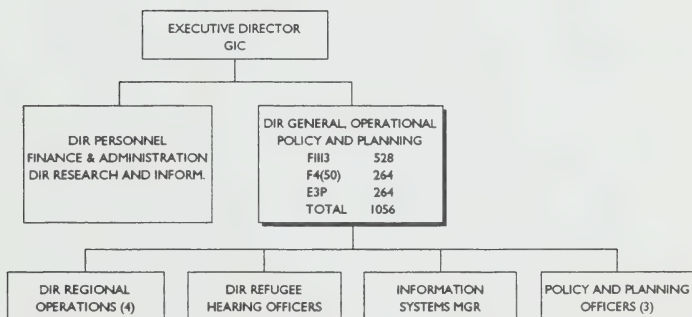 EXECUTIVE DIRECTOR
GIC
DIR PERSONNEL
FINANCE & ADMINISTRATION
DIR RESEARCH AND INFORM.
DIR GENERAL, OPERATIONAL
POLICY AND PLANNING
FIII3 528
F4(50) 264
E3P 264
TOTAL 1056
DIR REGIONAL
OPERATIONS (4)
DIR REFUGEE
HEARING OFFICERS
INFORMATION
SYSTEMS MGR
POLICY AND PLANNING
OFFICERS (3)